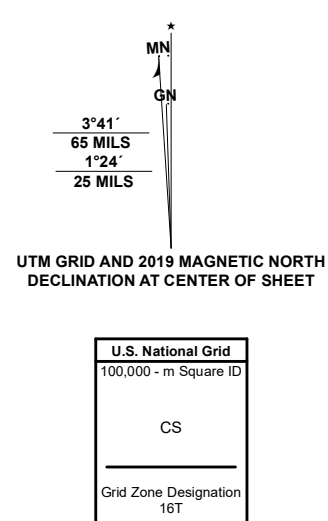 ★
MN
GN
3°41´
65 MILS
1°24´
25 MILS
UTM GRID AND 2019 MAGNETIC NORTH
DECLINATION AT CENTER OF SHEET
U.S. National Grid
100,000 - m Square ID
CS
Grid Zone Designation
16T